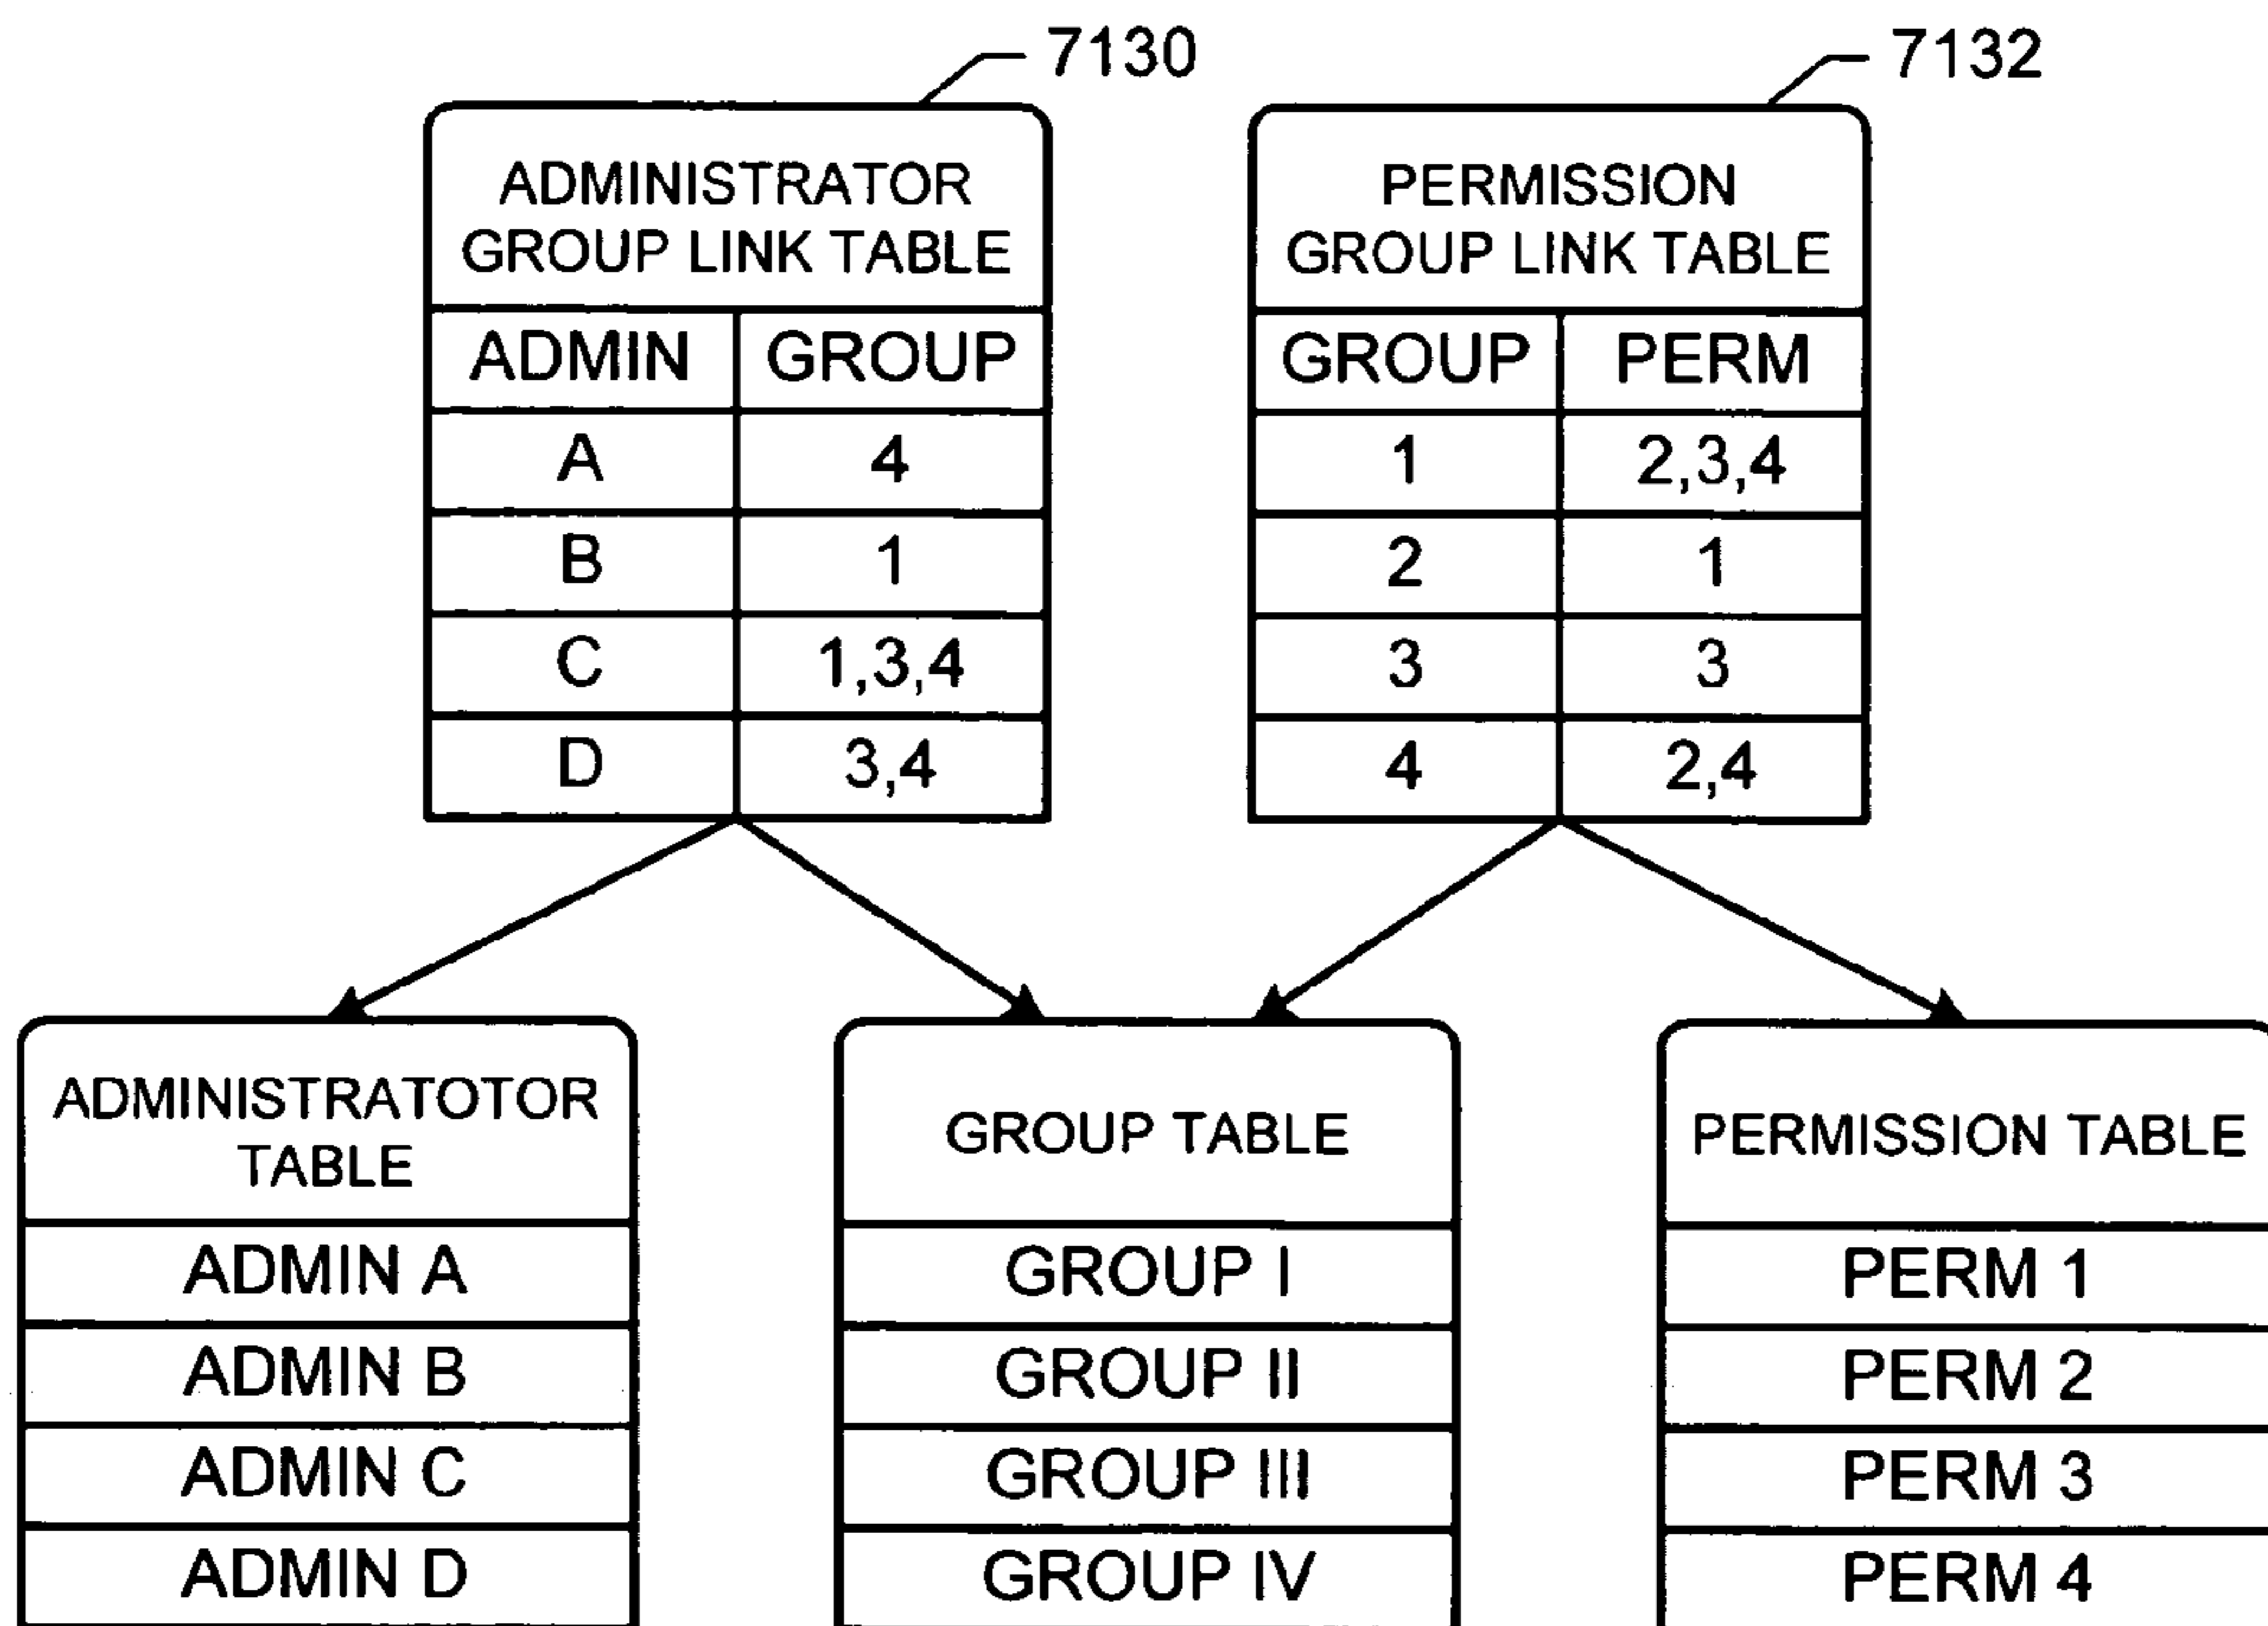 7130
7132
ADMINISTRATOR
GROUP LINK TABLE
ADMIN GROUP
A 4
B 1
C 1,3,4
D 3,4
PERMISSION
GROUP LINK TABLE
GROUP PERM
1 2,3,4
2 1
3 3
4 2,4
ADMINISTRATOTOR
TABLE
ADMIN A
ADMIN B
ADMIN C
ADMIN D
GROUP TABLE
GROUP I
GROUP II
GROUP III
GROUP IV
PERMISSION TABLE
PERM 1
PERM 2
PERM 3
PERM 4